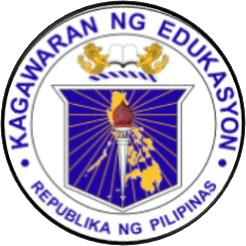 KAGAWARAN NG EDUKASYON
REPUBLIKA NG PILIPINAS